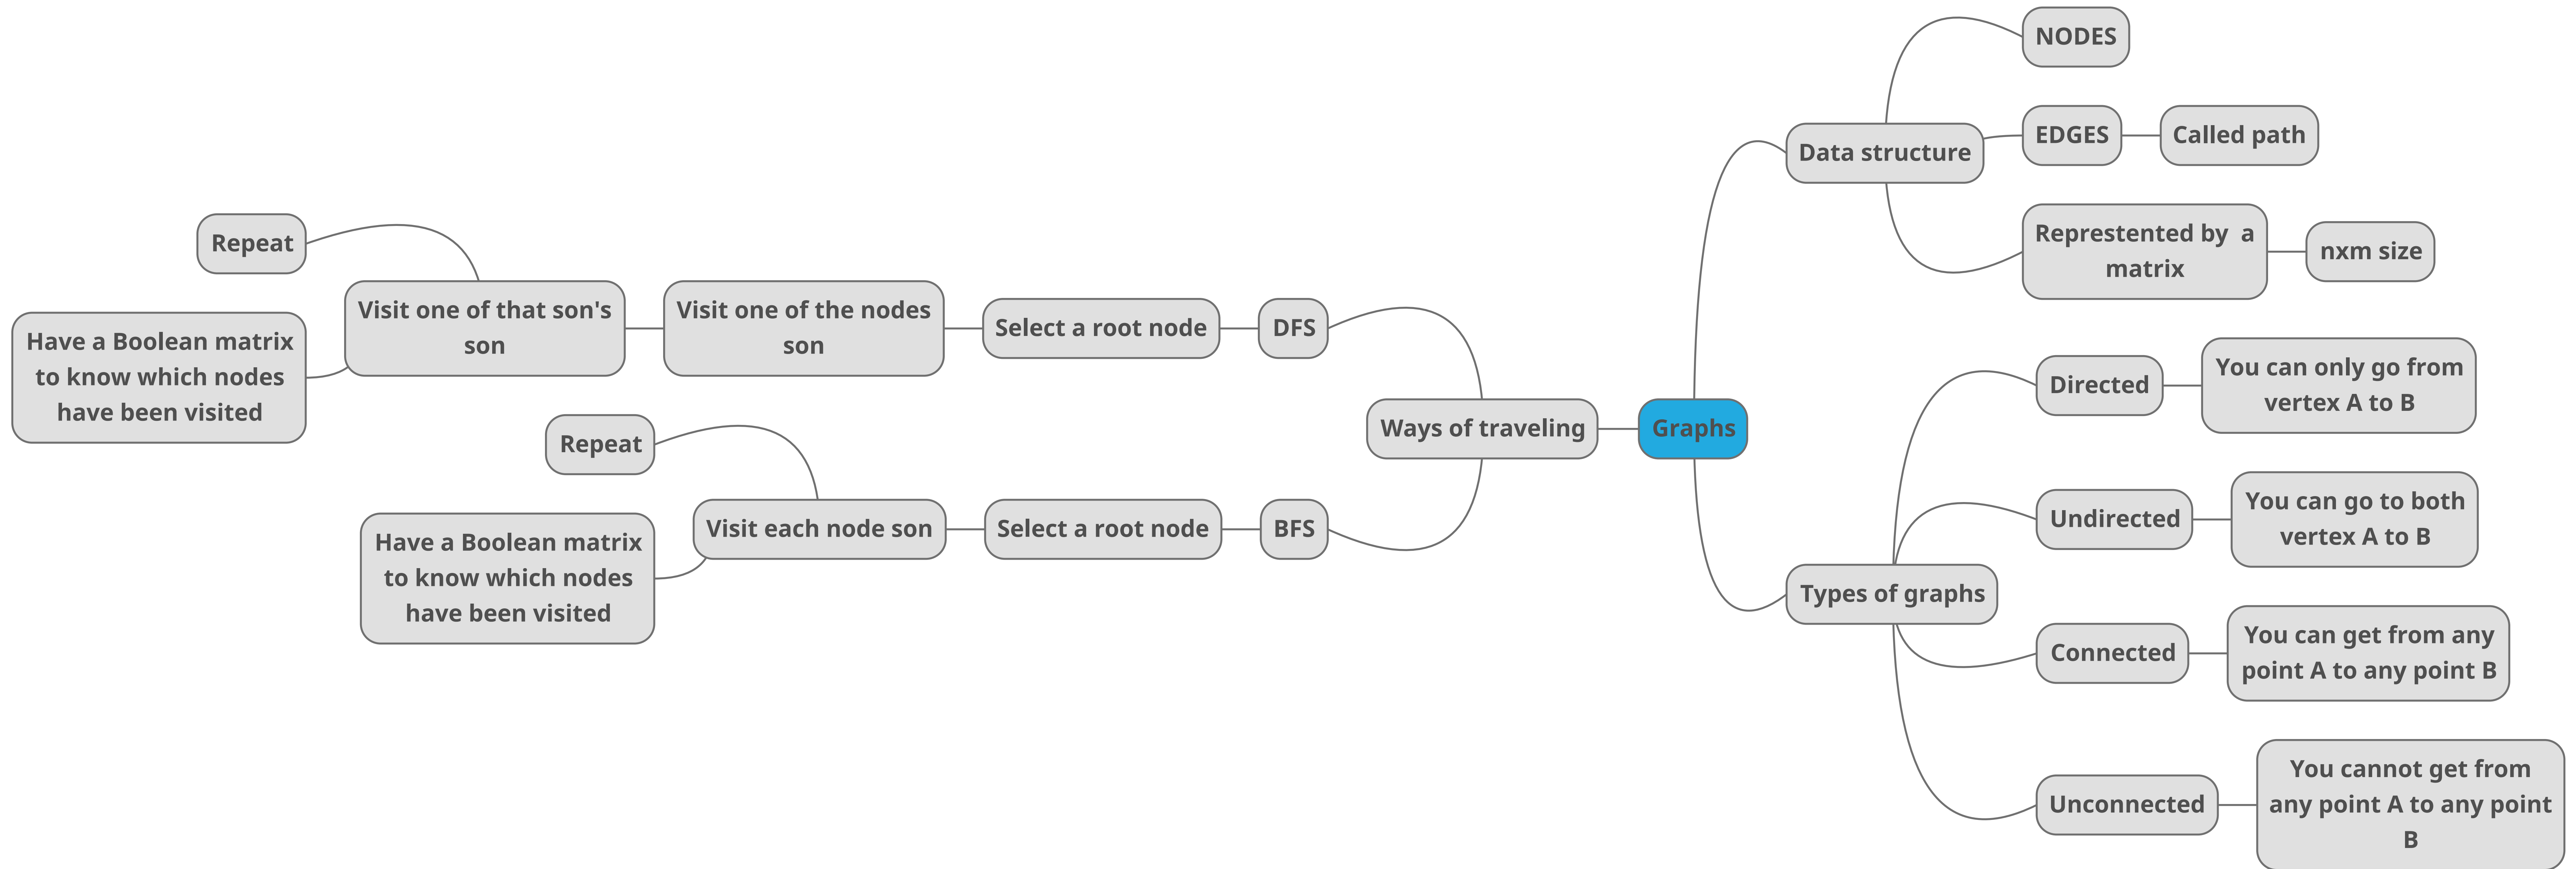 Graphs
Data structure
NODES
EDGES
Called path
Represtented by  a
matrix
nxm size
Types of graphs
Directed
You can only go from
vertex A to B
Undirected
You can go to both
vertex A to B
Connected
You can get from any
point A to any point B
Unconnected
You cannot get from
any point A to any point
B
Ways of traveling
DFS
Select a root node
Visit one of the nodes
son
Visit one of that son's
son
Repeat
Have a Boolean matrix
to know which nodes
have been visited
BFS
Select a root node
Visit each node son
Repeat
Have a Boolean matrix
to know which nodes
have been visited